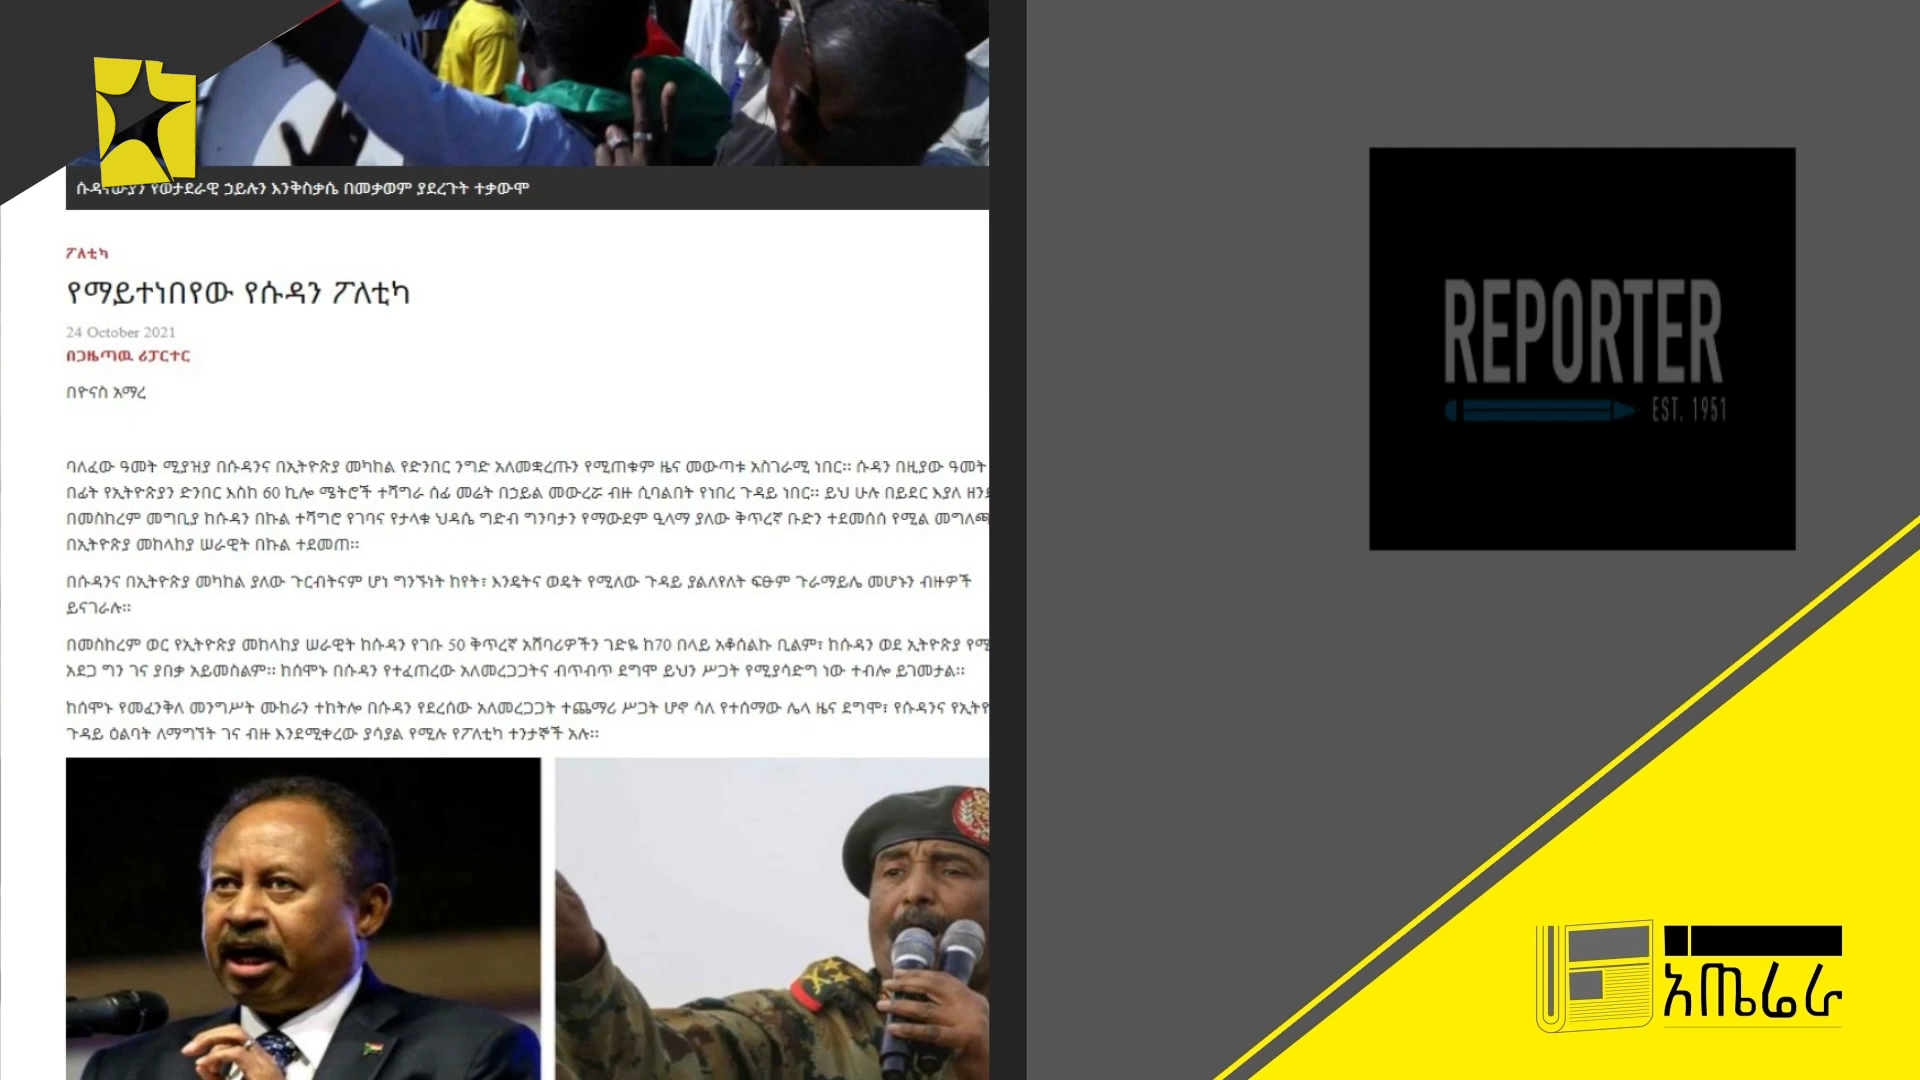 ሱዳናውያን የወታደራዊ ኃይሉን እንቅስቃሴ በመቃወም ያደረጉት ተቃውሞ
ፖለቲካ
የማይተነበየው የሱዳን ፖለቲካ
24 October 2021
በጋዜጣዉ ሪፓርተር
በዮናስ አማረ
ባለፈው ዓመት ሚያዝያ በሱዳንና በኢትዮጵያ መካከል የድንበር ንግድ አለመቋረጡን የሚጠቁም ዜና መውጣቱ አስገራሚ ነበር፡፡ ሱዳን በዚያው ዓመት
በፊት የኢትዮጵያን ድንበር እስከ 60 ኪሎ ሜትሮች ተሻግራ ሰፊ መሬት በኃይል መውረሯ ብዙ ሲባልበት የነበረ ጉዳይ ነበር፡፡ ይህ ሁሉ በይደር እያለ
በመስከረም መግቢያ ከሱዳን በኩል ተሻግሮ የገባና የታላቁ ህዳሴ ግድብ ግንባታን የማውደም ዒላማ ያለው ቅጥረኛ ቡድን ተደመሰሰ የሚል
በኢትዮጵያ መከላከያ ሠራዊት በኩል ተደመጠ፡፡
በሱዳንና በኢትዮጵያ መካከል ያለው ጉርብትናም ሆነ ግንኙነት ከየት፣ እንዴትና ወዴት የሚለው ጉዳይ ያልለየለት ፍፁም ጉራማይሌ መሆኑን ብዙዎች
ይናገራሉ፡፡
በመስከረም ወር የኢትዮጵያ መከላከያ ሠራዊት ከሱዳን የገቡ 50 ቅጥረኛ አሸባሪዎችን ገድዬ ከ70 በላይ አቆሰልኩ ቢልም፣ ከሱዳን ወደ ኢትዮጵያ
አደጋ ግን ገና ያበቃ አይመስልም፡፡ ከሰሞኑ በሱዳን የተፈጠረው አለመረጋጋትና ብጥብጥ ደግሞ ይህን ሥጋት የሚያሳድግ ነው ተብሎ ይገመታል፡፡
ከሰሞኑ የመፈንቅለ መንግሥት ሙከራን ተከትሎ በሱዳን የደረሰው አለመረጋጋት ተጨማሪ ሥጋት ሆኖ ሳለ የተሰማው ሌላ ዜና ደግሞ፣ የሱዳንና
ጉዳይ ዕልባት ለማግኘት ገና ብዙ እንደሚቀረው ያሳያል የሚሉ የፖለቲካ ተንታኞች አሉ፡፡
REPORTER
EST. 1951
አጤሬራ